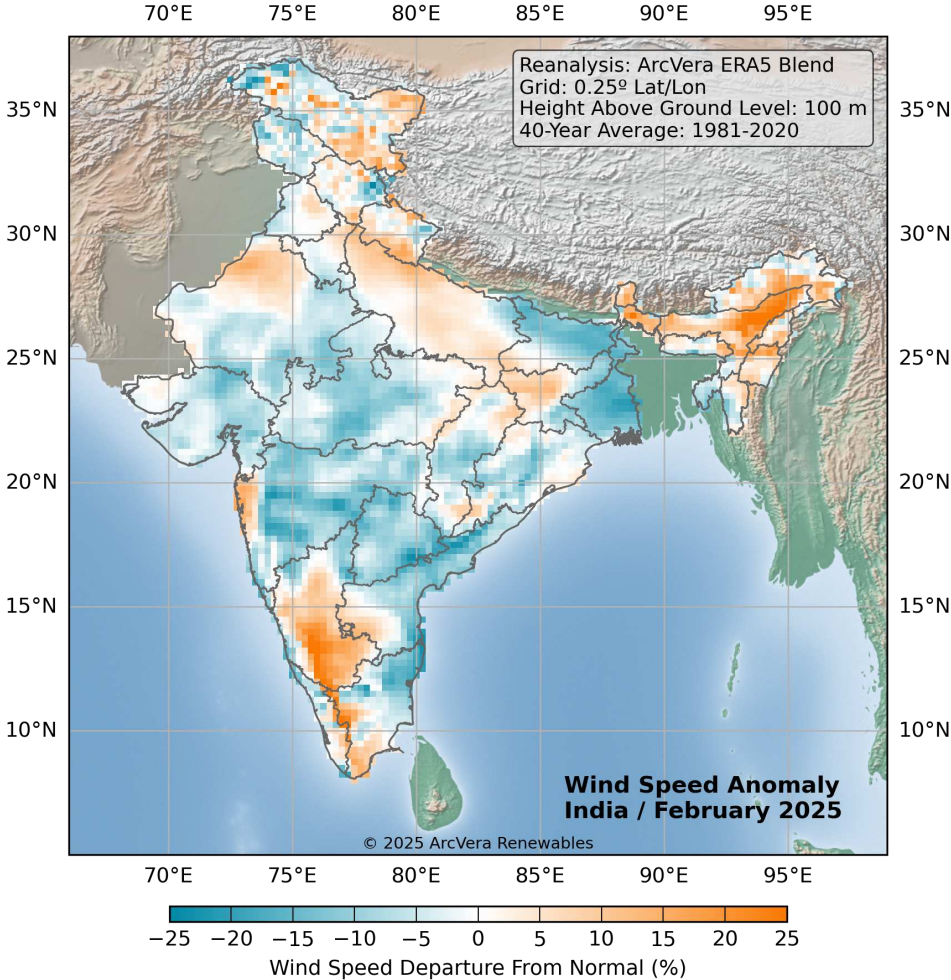 70°E 75°E 80°E 85°E 90°E 95°E
Reanalysis: ArcVera ERA5 Blend
Grid: 0.25º Lat/Lon
Height Above Ground Level: 100 m
40-Year Average: 1981-2020
35°N 35°N
30°N 30°N
25°N 25°N
20°N 20°N
15°N 15°N
10°N 10°N
Wind Speed Anomaly
India / February 2025
© 2025 ArcVera Renewables
70°E 75°E 80°E 85°E 90°E 95°E
−25 −20 −15 −10 −5 0 5 10 15 20 25
Wind Speed Departure From Normal (%)